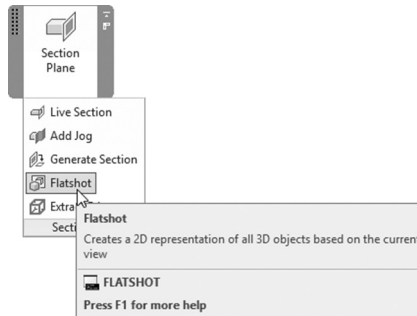 Section
Plane
Live Section
Add Jog
Generate Section
Flatshot
Flatshot
Creates a 2D representation of all 3D objects based on the current
view
FLATSHOT
Press F1 for more help